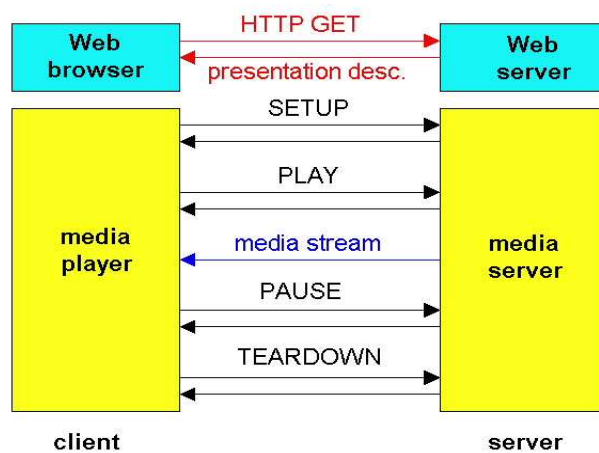 HTTP GET
Web
browser
Web
server
presentation desc.
SETUP
PLAY
media
player
media stream
media
server
PAUSE
TEARDOWN
client
server